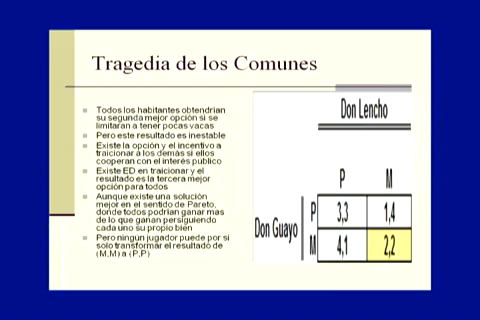 Tragedia de los Comunes
Todos los habitantes obtendrían
su segunda mejor opción si se
limitaran a tener pocas vacas
Pero este resultado es inestable
Existe la opción y el incentivo a
traicionar a los demás si ellos
cooperan con el interés publico
Existe ED en traicionar y el
resultado es la tercera mejor
opción para todos
Aunque existe una solución
mejor en el sentido de Pareto,
donde todos podrían ganar mas
de lo que ganan persiguiendo
cada uno su propio bien
Pero ningun jugador puede por si
solo transformar el resultado de
(M,M) a (P,P)
Don Lencho
P M
Don Guayo
P 3,3 1,4
M 4,1 2,2